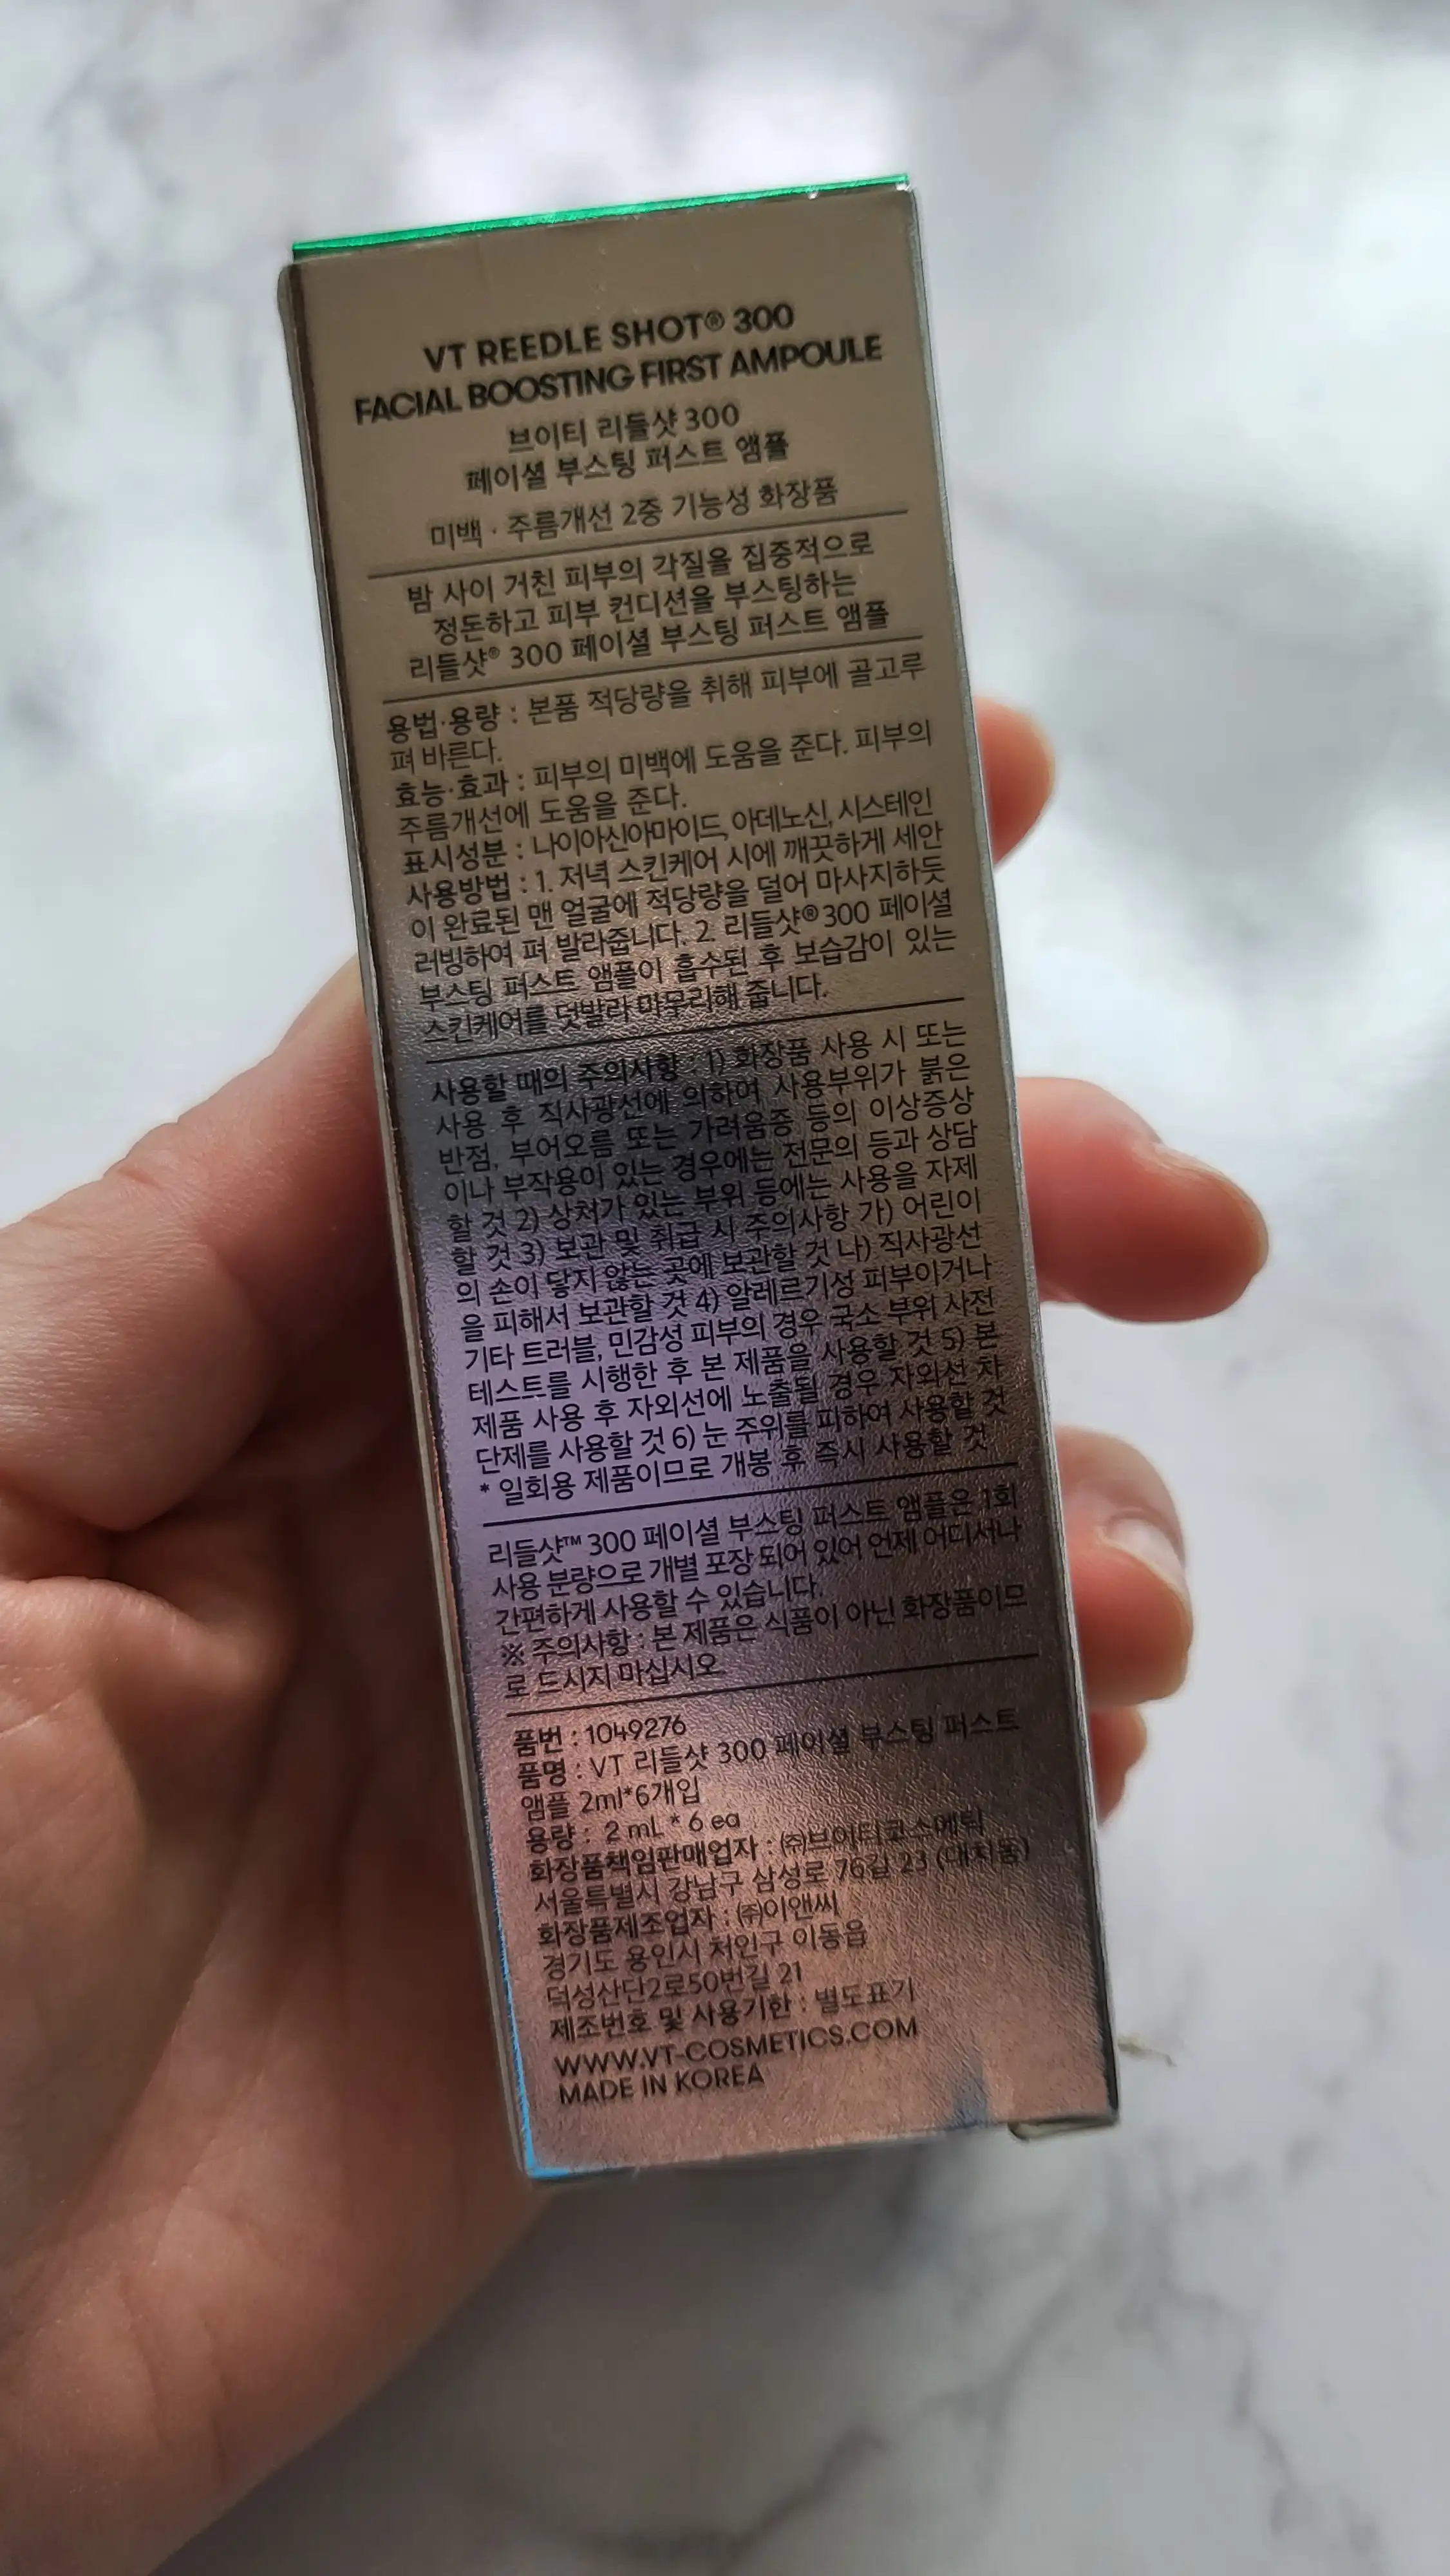 VT REEDLE SHOT® 300
FACIAL BOOSTING FIRST AMPOULE
브이티 리들샷 300
페이셜 부스팅 퍼스트 앰플
미백 · 주름개선 2중 기능성 화장품
밤 사이 거친 피부의 각질을 집중적으로
정돈하고 피부 컨디션을 부스팅하는
리들샷® 300 페이셜 부스팅 퍼스트 앰플
용법·용량 : 본품 적당량을 취해 피부에 골고루
펴 바른다.
효능·효과 : 피부의 미백에 도움을 준다. 피부의
주름개선에 도움을 준다.
표시성분 : 나이아신아마이드, 아데노신, 시스테인
사용방법 : 1. 저녁 스킨케어 시에 깨끗하게 세안
이 완료된 맨 얼굴에 적당량을 덜어 마사지하듯
러빙하여 펴 발라줍니다. 2. 리들샷®300 페이셜
부스팅 퍼스트 앰플이 흡수된 후 보습감이 있는
스킨케어를 덧발라 마무리해 줍니다.
사용할 때의 주의사항 : 1) 화장품 사용 시 또는
사용 후 직사광선에 의하여 사용부위가 붉은
반점, 부어오름 또는 가려움증 등의 이상증상
이나 부작용이 있는 경우에는 전문의 등과 상담
할 것 2) 상처가 있는 부위 등에는 사용을 자제
할 것 3) 보관 및 취급 시 주의사항 가) 어린이
의 손이 닿지 않는 곳에 보관할 것 나) 직사광선
을 피해서 보관할 것 4) 알레르기성 피부이거나
기타 트러블, 민감성 피부의 경우 국소 부위 사전
테스트를 시행한 후 본 제품을 사용할 것 5) 본
제품 사용 후 자외선에 노출될 경우 자외선 차
단제를 사용할 것 6) 눈 주위를 피하여 사용할 것
* 일회용 제품이므로 개봉 후 즉시 사용할 것
리들샷™ 300 페이셜 부스팅 퍼스트 앰플은 1회
사용 분량으로 개별 포장 되어 있어 언제 어디서나
간편하게 사용할 수 있습니다.
※ 주의사항 : 본 제품은 식품이 아닌 화장품이므
로 드시지 마십시오.
품번 : 1049276
품명 : VT 리들샷 300 페이셜 부스팅 퍼스트
앰플 2ml*6개입
용량 : 2 mL * 6 ea
화장품책임판매업자 : ㈜브이티코스메틱
서울특별시 강남구 삼성로 76길 23 (대치동)
화장품제조업자 : ㈜이앤씨
경기도 용인시 처인구 이동읍
덕성산단2로50번길 21
제조번호 및 사용기한 : 별도표기
WWW.VT-COSMETICS.COM
MADE IN KOREA